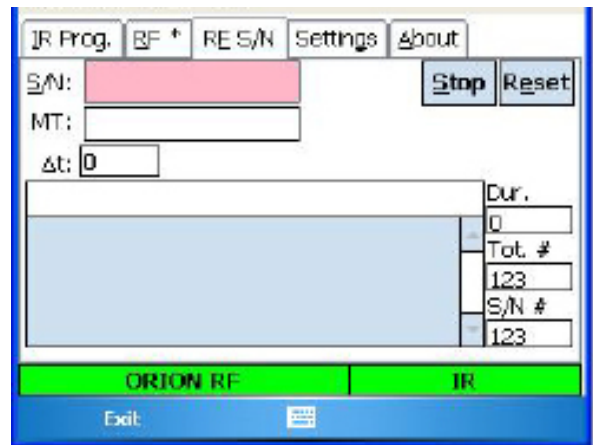 IR Prog. RF * RE S/N Settings About
S/N: Stop Reset
MT:
Δt: 0
Dur.
0
Tot. #
123
S/N #
123
ORION RF IR
Exit